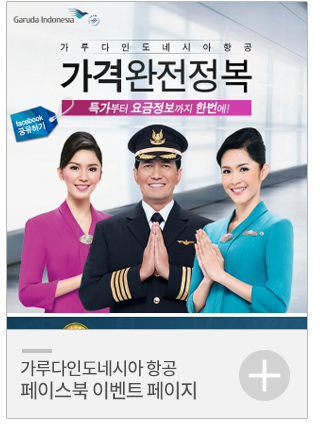 Garuda Indonesia
가루다인도네시아항공
가격완전정복
특가부터 요금정보까지 한번에!
facebook
공유하기
가루다인도네시아 항공
페이스북 이벤트 페이지